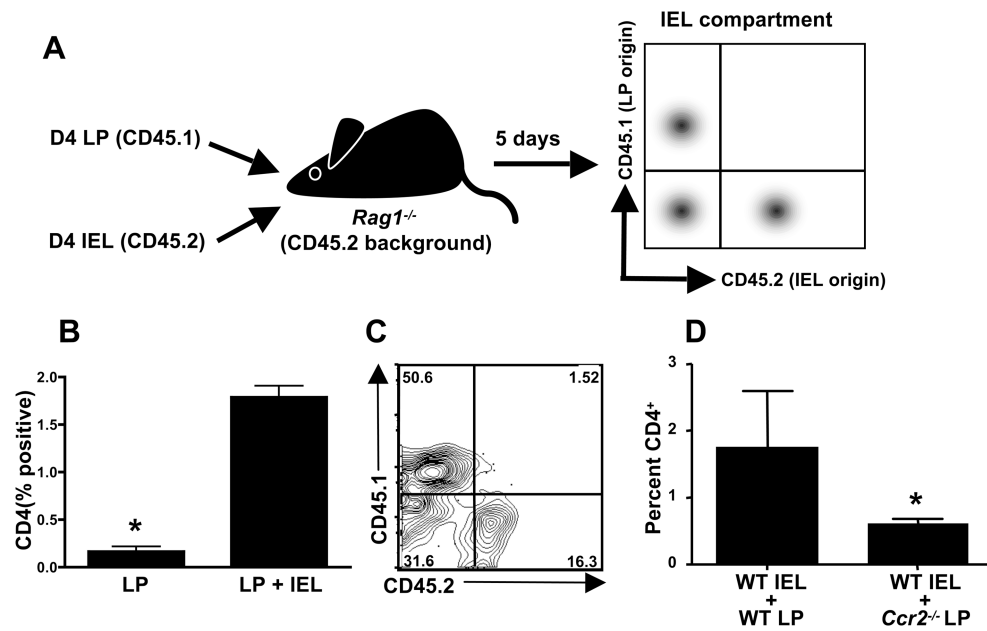 A
D4 LP (CD45.1)
D4 IEL (CD45.2)
Rag1-/-
(CD45.2 background)
5 days
IEL compartment
CD45.1 (LP origin)
CD45.2 (IEL origin)
B
CD4(% positive)
2.0
1.5
1.0
0.5
0.0
*
LP
LP + IEL
C
CD45.1
50.6
1.52
31.6
16.3
CD45.2
D
Percent CD4+
4
3
2
1
0
*
WT IEL
+
WT LP
WT IEL
+
Ccr2-/- LP